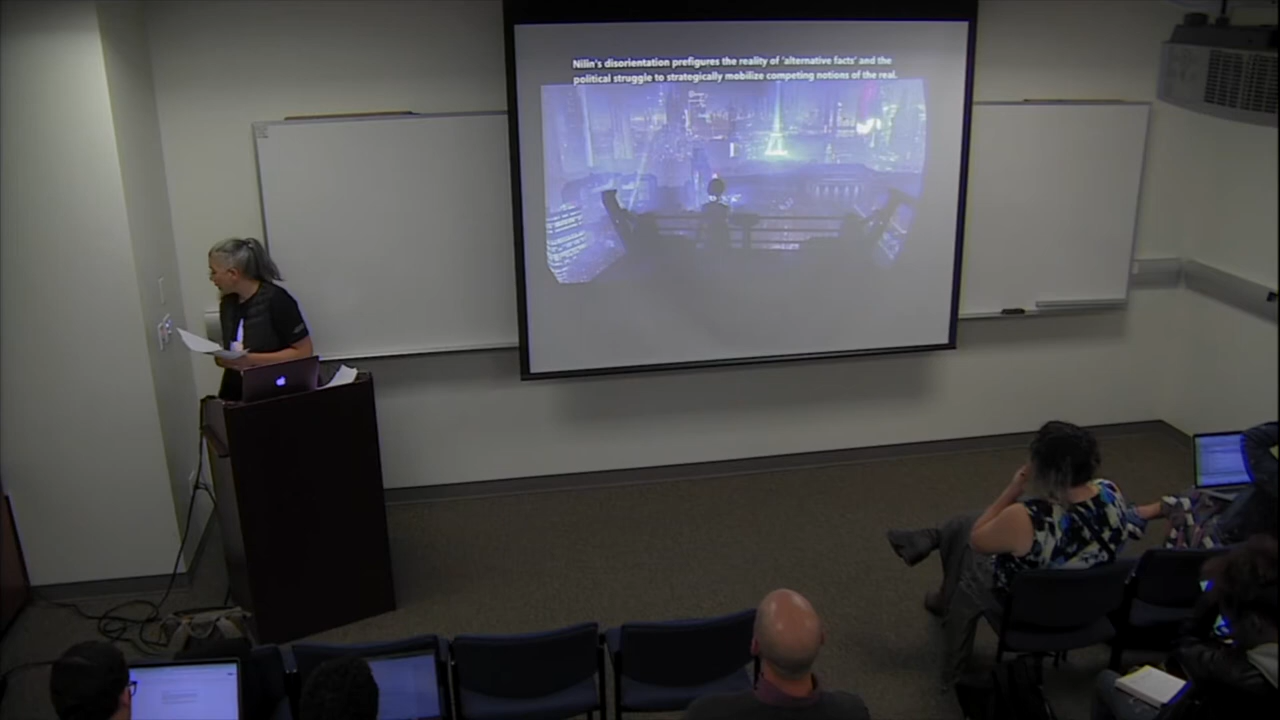 Nilin's disorientation prefigures the reality of 'alternative facts' and the
political struggle to strategically mobilize competing notions of the real.